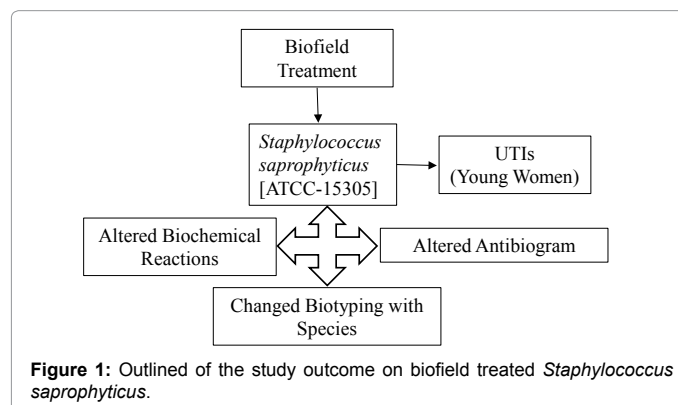 Biofield
Treatment
Staphylococcus
saprophyticus
[ATCC-15305]
UTIs
(Young Women)
Altered Biochemical
Reactions
Altered Antibiogram
Changed Biotyping with
Species
Figure 1: Outlined of the study outcome on biofield treated Staphylococcus
saprophyticus.